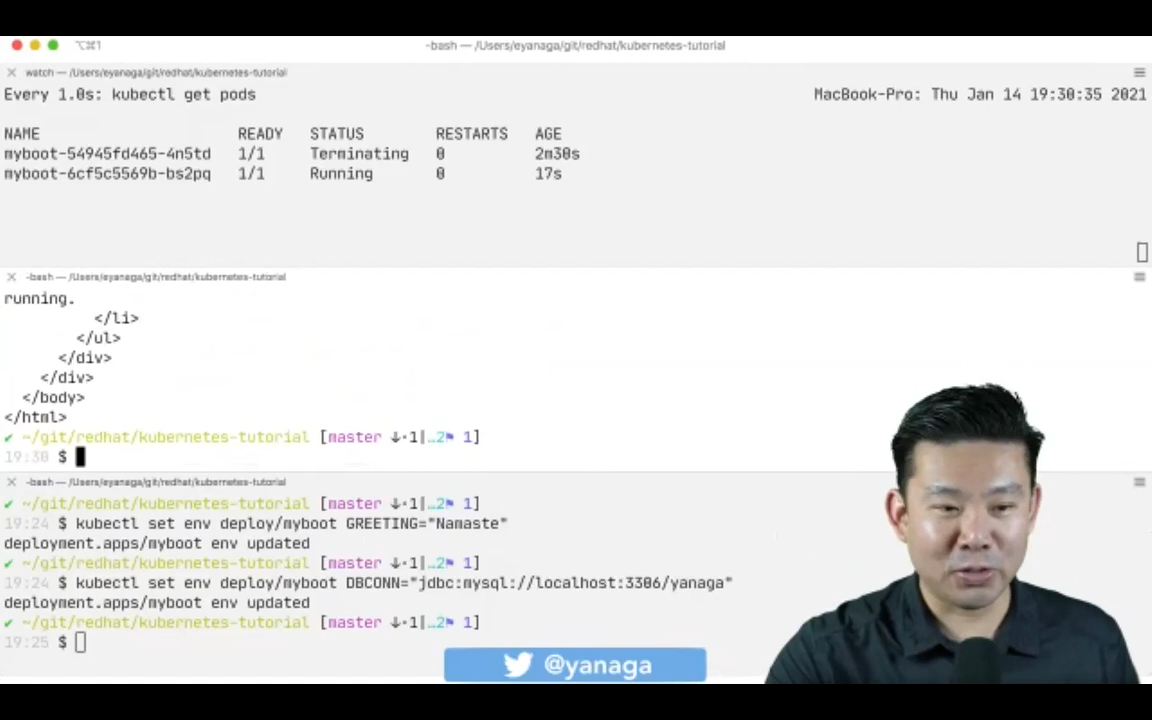 ⌥⌘1
-bash — /Users/eyanaga/git/redhat/kubernetes-tutorial
watch — /Users/eyanaga/git/redhat/kubernetes-tutorial
Every 1.0s: kubectl get pods MacBook-Pro: Thu Jan 14 19:30:35 2021
NAME READY STATUS RESTARTS AGE
myboot-54945fd465-4n5td 1/1 Terminating 0 2m30s
myboot-6cf5c5569b-bs2pq 1/1 Running 0 17s
-bash — /Users/eyanaga/git/redhat/kubernetes-tutorial
running.
</li>
</ul>
</div>
</div>
</body>
</html>
✔ ~/git/redhat/kubernetes-tutorial [master ↓·1|…2⚑ 1]
19:30 $
-bash — /Users/eyanaga/git/redhat/kubernetes-tutorial
✔ ~/git/redhat/kubernetes-tutorial [master ↓·1|…2⚑ 1]
19:24 $ kubectl set env deploy/myboot GREETING="Namaste"
deployment.apps/myboot env updated
✔ ~/git/redhat/kubernetes-tutorial [master ↓·1|…2⚑ 1]
19:24 $ kubectl set env deploy/myboot DBCONN="jdbc:mysql://localhost:3306/yanaga"
deployment.apps/myboot env updated
✔ ~/git/redhat/kubernetes-tutorial [master ↓·1|…2⚑ 1]
19:25 $
@yanaga